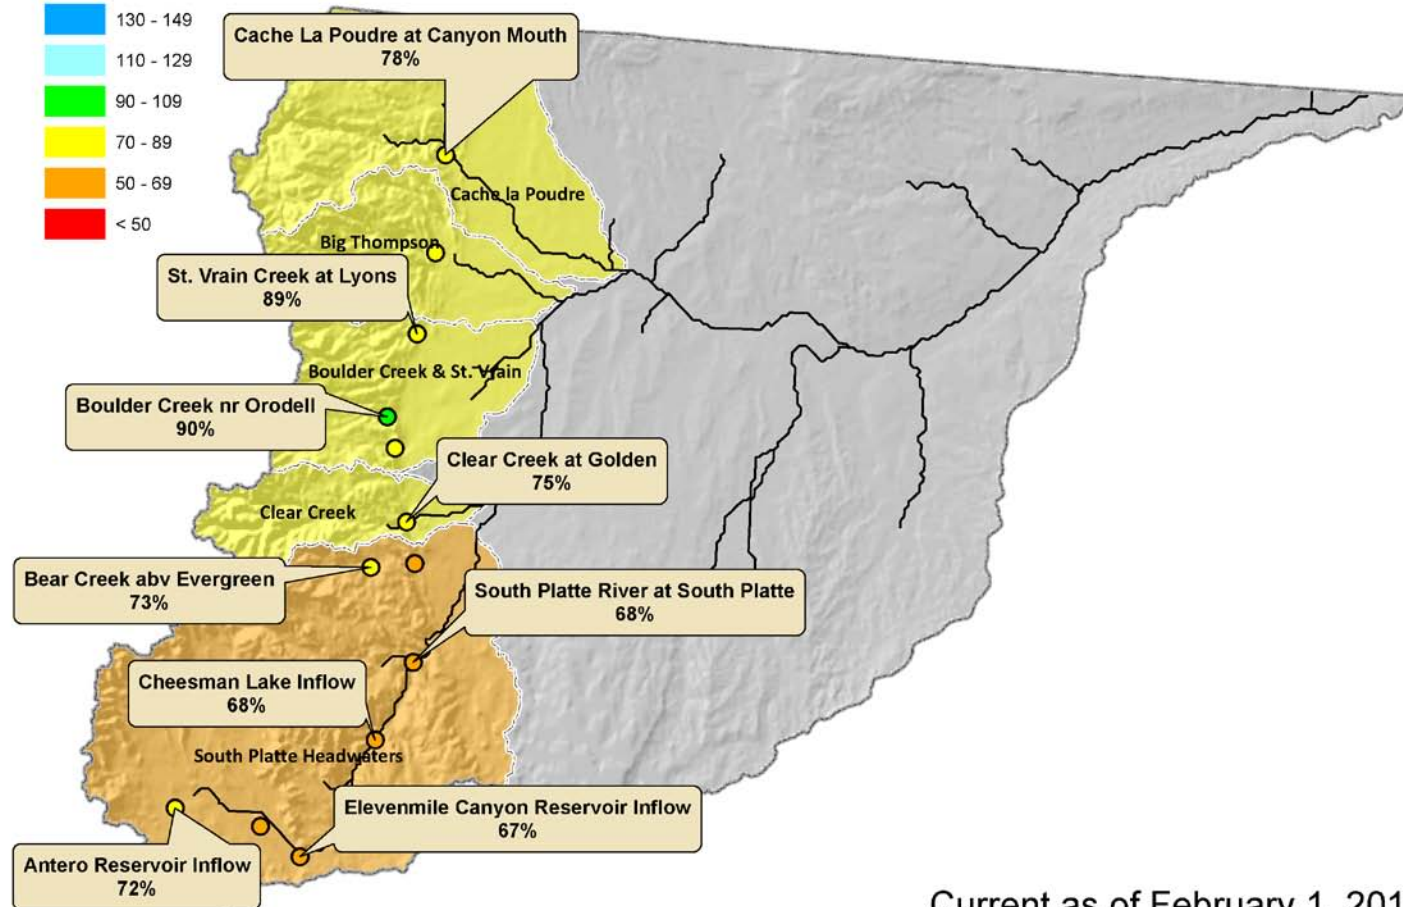 130 - 149
110 - 129
90 - 109
70 - 89
50 - 69
< 50
Cache La Poudre at Canyon Mouth
78%
Cache la Poudre
Big Thompson
St. Vrain Creek at Lyons
89%
Boulder Creek & St. Vrain
Boulder Creek nr Orodell
90%
Clear Creek at Golden
75%
Clear Creek
Bear Creek abv Evergreen
73%
South Platte River at South Platte
68%
Cheesman Lake Inflow
68%
South Platte Headwaters
Elevenmile Canyon Reservoir Inflow
67%
Antero Reservoir Inflow
72%
Current as of February 1, 201